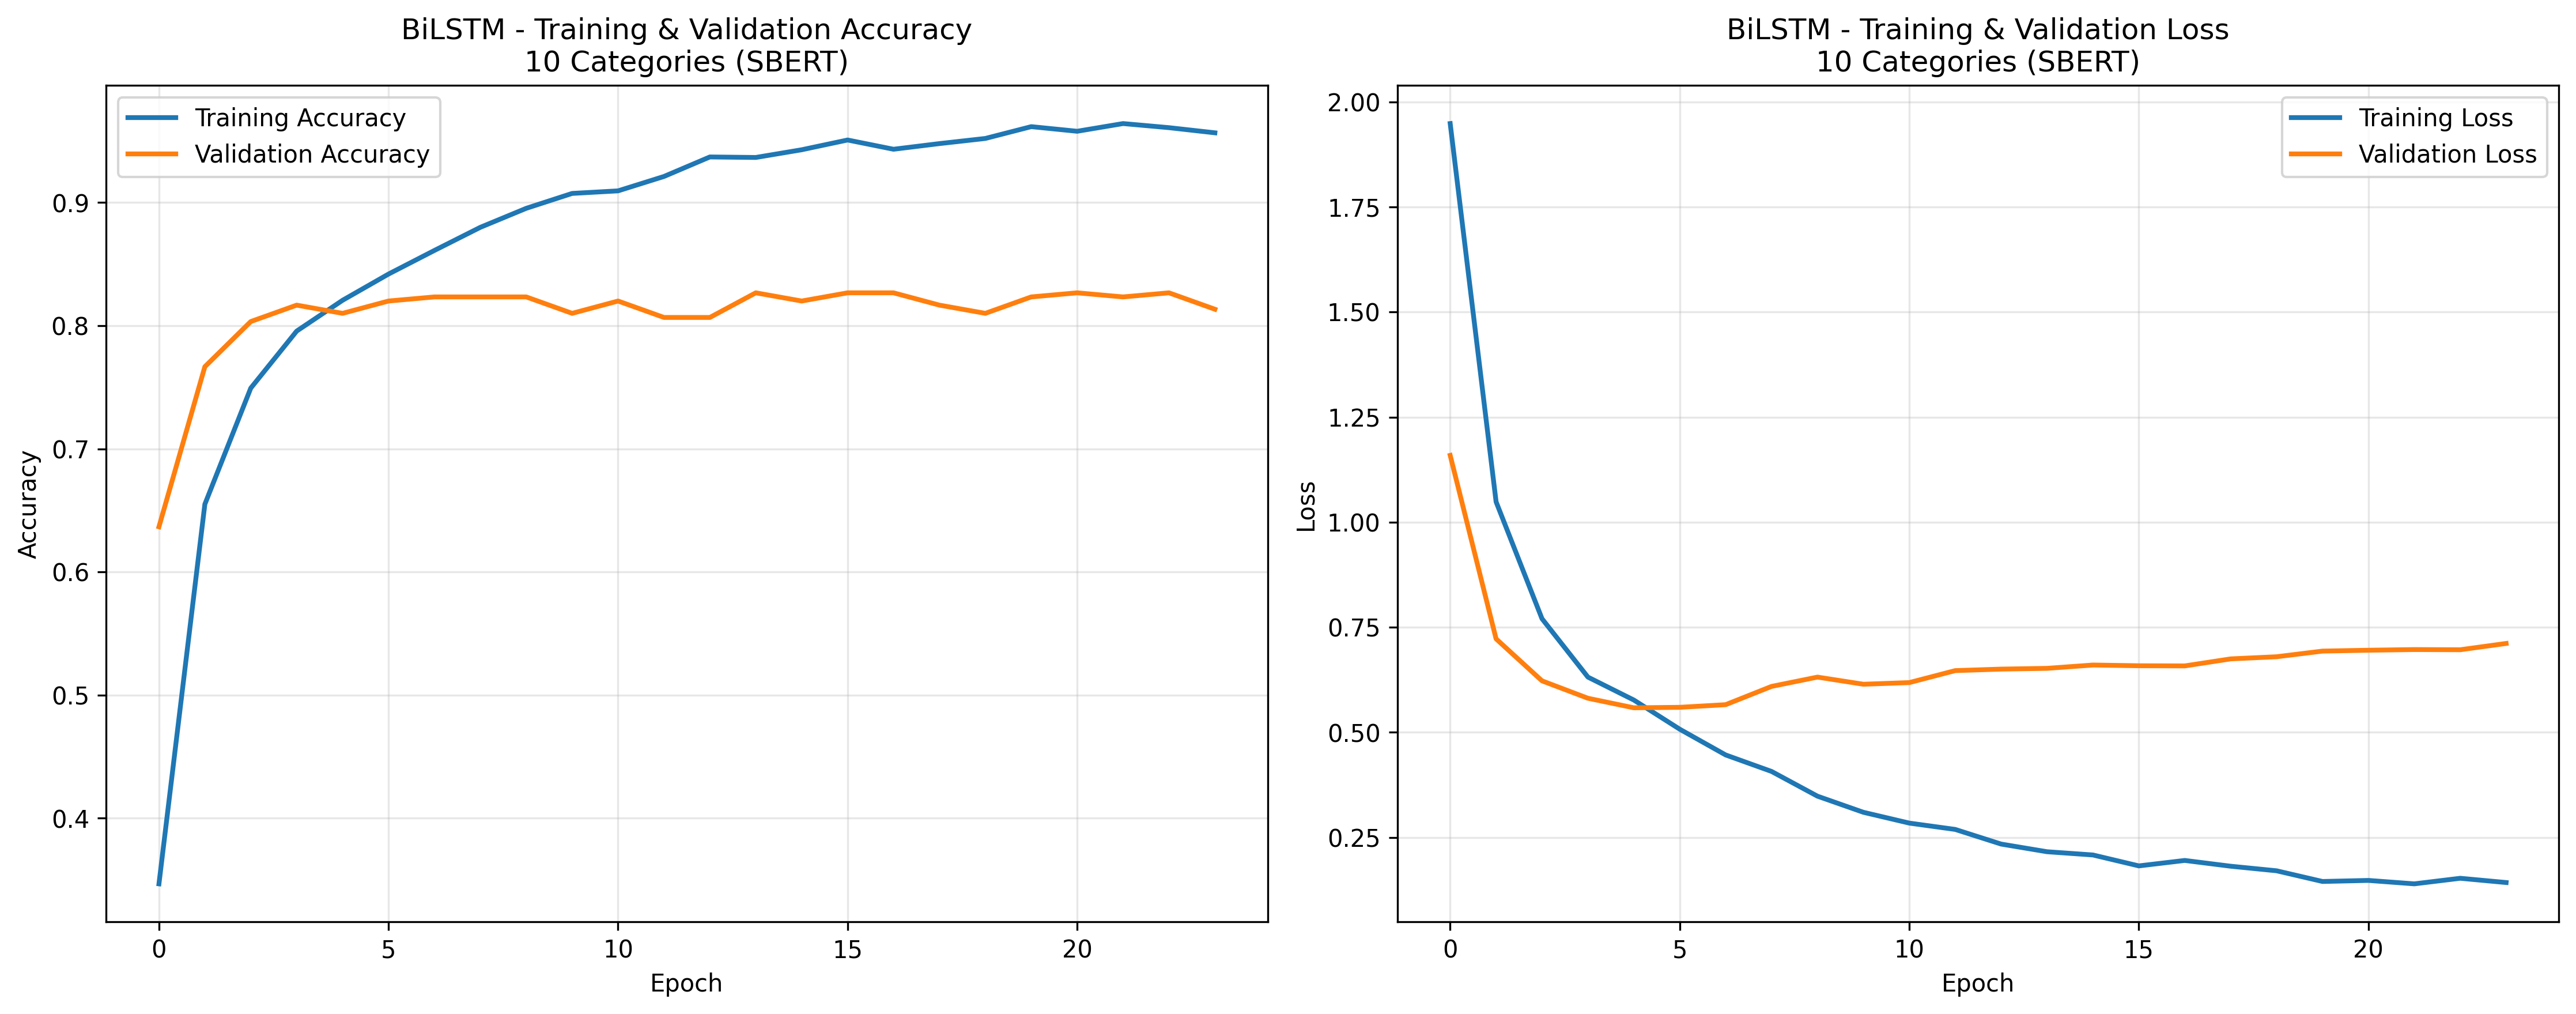 BiLSTM - Training & Validation Accuracy
10 Categories (SBERT)
Training Accuracy
Validation Accuracy
0.9
0.8
0.7
0.6
0.5
0.4
Accuracy
0
5
10
15
20
Epoch
BiLSTM - Training & Validation Loss
10 Categories (SBERT)
Training Loss
Validation Loss
2.00
1.75
1.50
1.25
1.00
0.75
0.50
0.25
Loss
0
5
10
15
20
Epoch